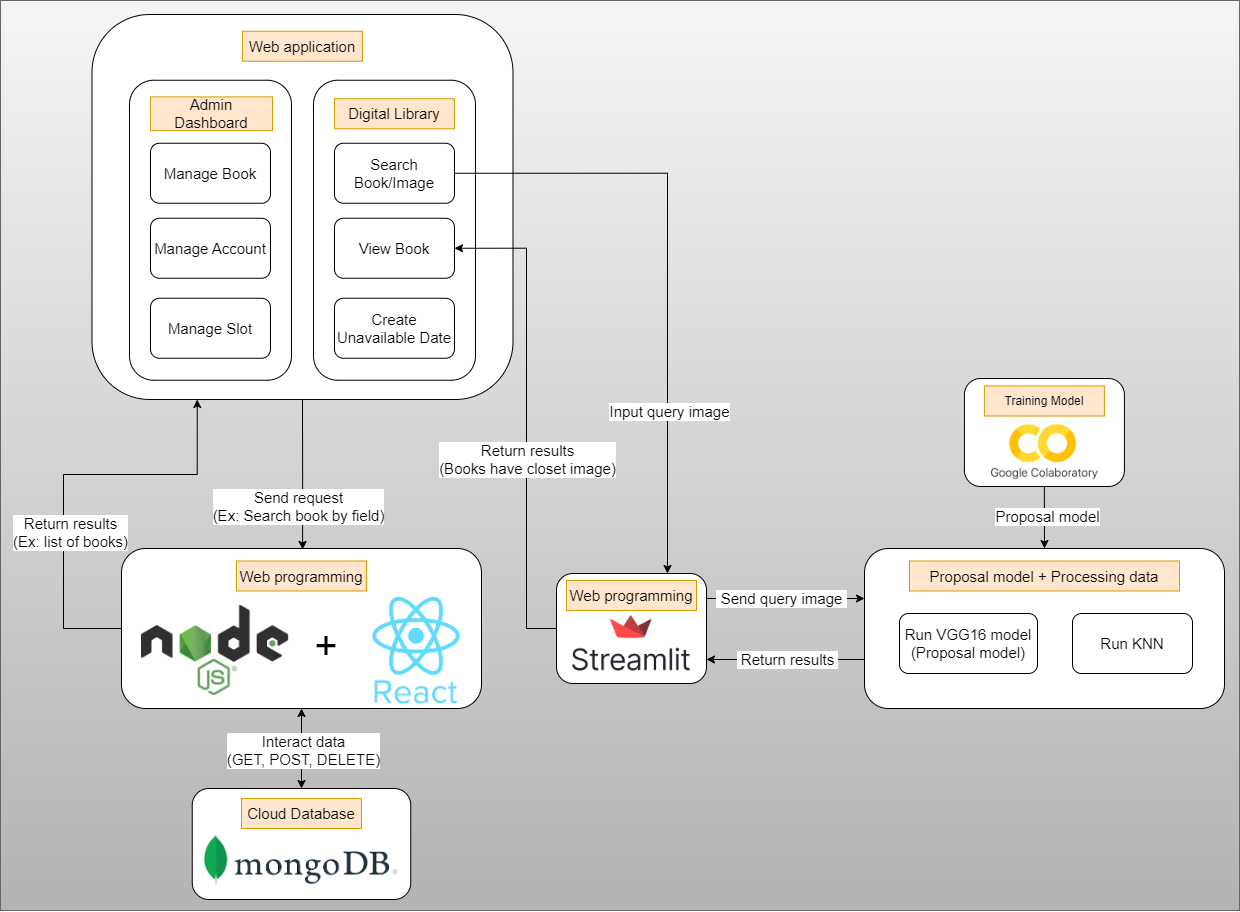 Web application
Admin
Dashboard
Manage Book
Manage Account
Manage Slot
Digital Library
Search
Book/Image
View Book
Create
Unavailable Date
Input query image
Return results
(Books have closet image)
Send request
(Ex: Search book by field)
Return results
(Ex: list of books)
Training Model
CO
Google Colaboratory
Proposal model
Web programming
node
JS
+
React
Web programming
Streamlit
Send query image
Return results
Proposal model + Processing data
Run VGG16 model
(Proposal model)
Run KNN
Interact data
(GET, POST, DELETE)
Cloud Database
mongoDB®